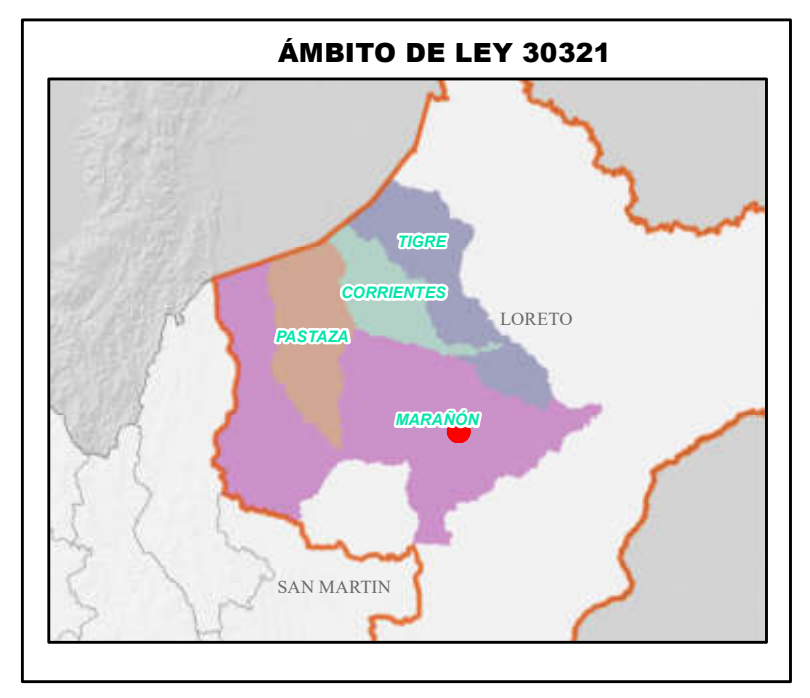 ÁMBITO DE LEY 30321
TIGRE
CORRIENTES
LORETO
PASTAZA
MARAÑÓN
SAN MARTIN